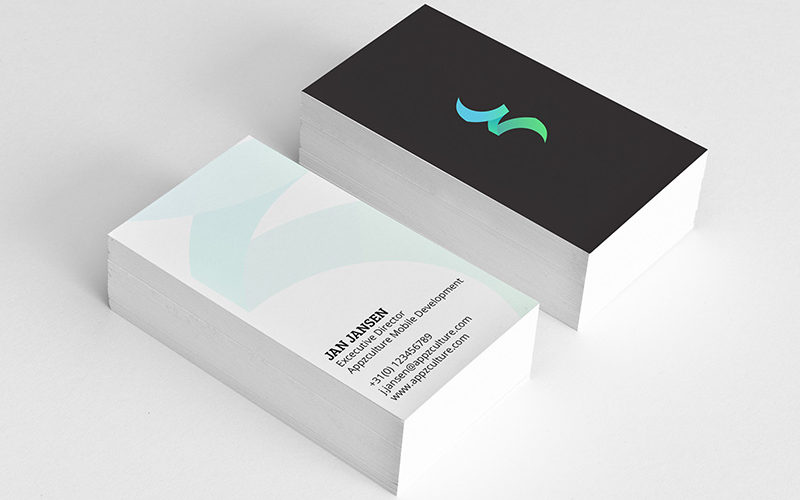 JAN JANSEN
Excecutive Director
Appzculture Mobile Development
+31(0) 123456789
j.jansen@appzculture.com
www.appzculture.com